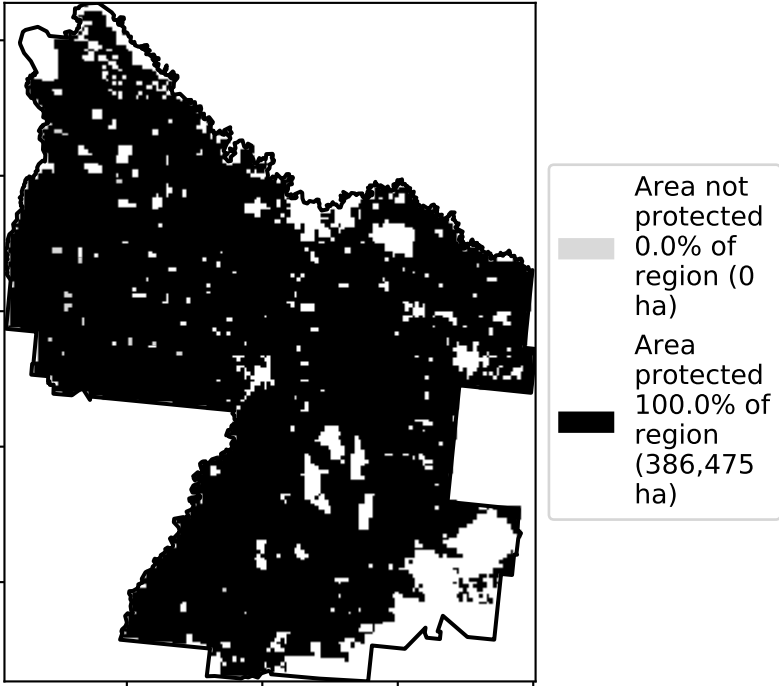 Area not
protected
0.0% of
region (0
ha)
Area
protected
100.0% of
region
(386,475
ha)